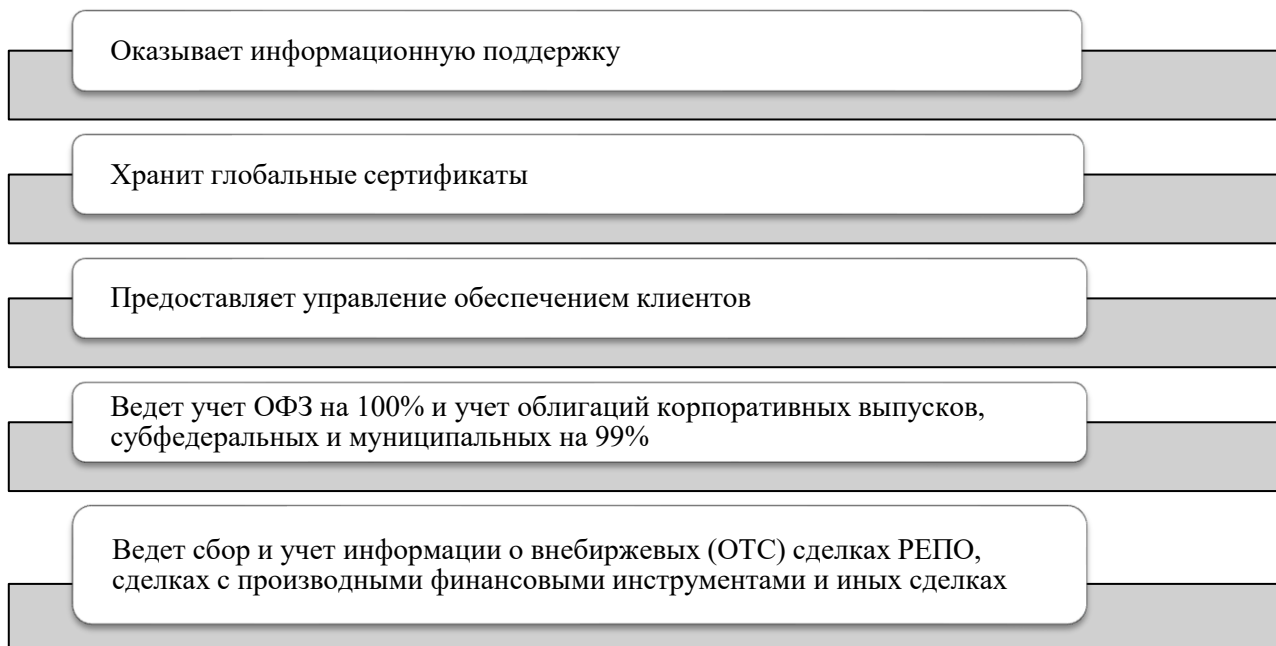 Оказывает информационную поддержку
Хранит глобальные сертификаты
Предоставляет управление обеспечением клиентов
Ведет учет ОФЗ на 100% и учет облигаций корпоративных выпусков,
субфедеральных и муниципальных на 99%
Ведет сбор и учет информации о внебиржевых (OTC) сделках РЕПО,
сделках с производными финансовыми инструментами и иных сделках